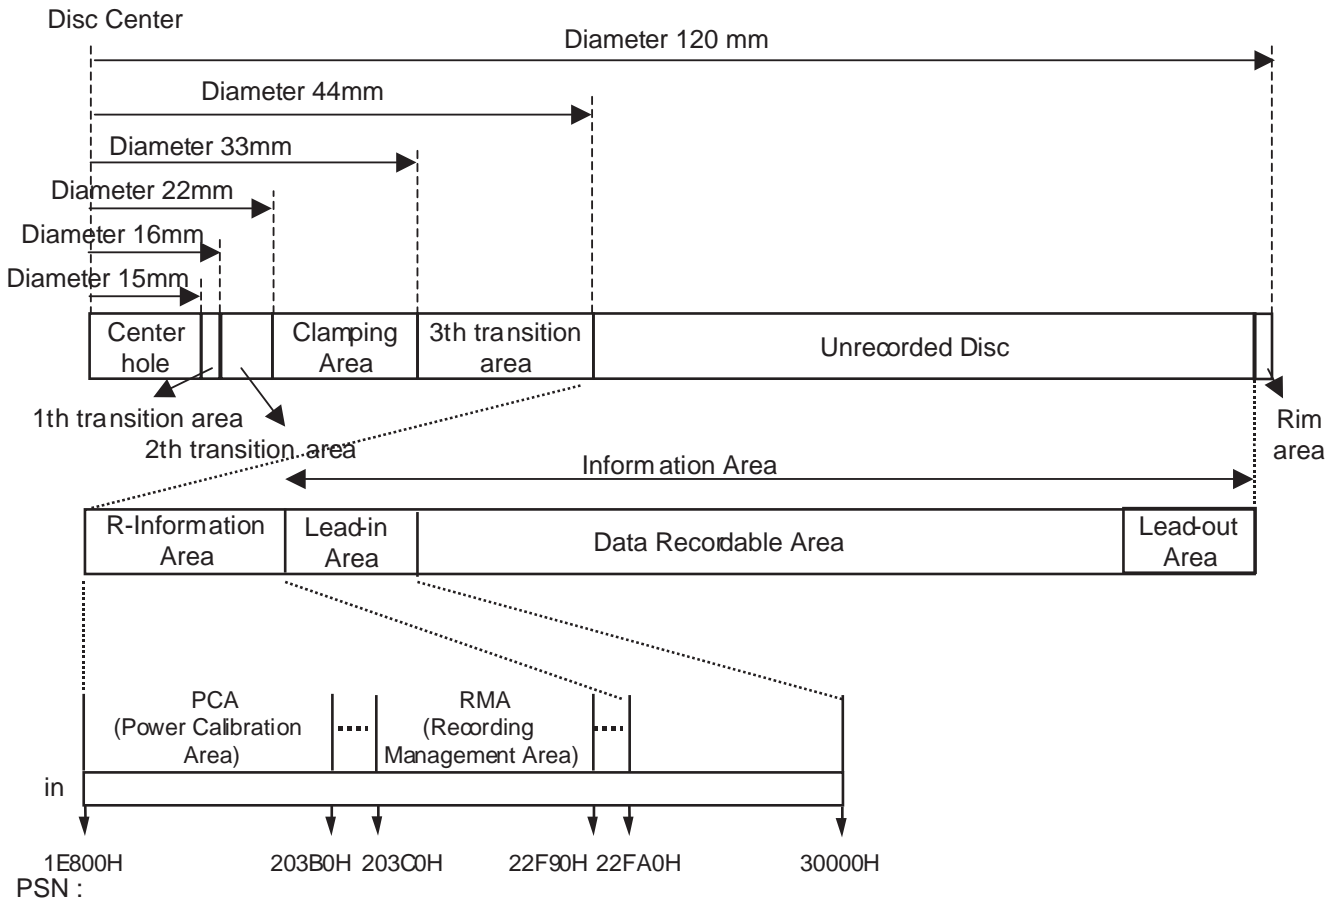 Disc Center
Diameter 120 mm
Diameter 44mm
Diameter 33mm
Diameter 22mm
Diameter 16mm
Diameter 15mm
Center
hole
Clamping
Area
3th transition
area
Unrecorded Disc
1th transition area
2th transition area
Rim
area
Information Area
R-Information
Area
Lead-in
Area
Data Recordable Area
Lead-out
Area
PCA
(Power Calibration
Area)
RMA
(Recording
Management Area)
in
1E800H
203B0H
203C0H
22F90H
22FA0H
30000H
PSN :